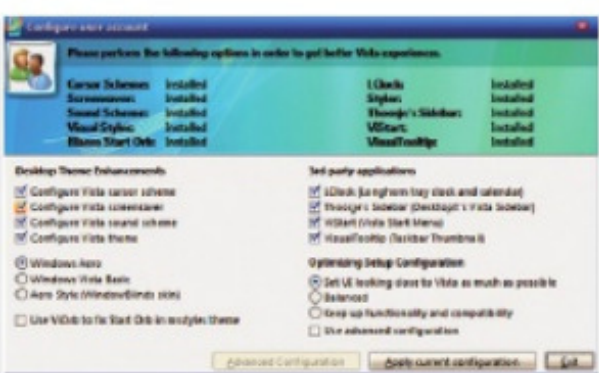 Configure user account
Please perform the following options in order to get better Vista experiences.
Cursor Schemes: Installed
Screensavers: Installed
Sound Schemes: Installed
Visual Styles: Installed
Start Orb: Installed
LClock: Installed
Styler: Installed
Thoosje's Sidebar: Installed
ViStart: Installed
VisualTooltip: Installed
Desktop Theme Enhancements
Configure Vista cursor scheme
Configure Vista screensaver
Configure Vista sound scheme
Configure Vista theme
Windows Aero
Windows Vista Basic
Aero Style (WindowBlinds skin)
Use ViOrb to fix Start Orb in msstyles theme
3rd party applications
LClock (Longhorn tray clock and calendar)
Thoosje's Sidebar (Vista Sidebar)
ViStart (Vista Start Menu)
VisualTooltip (Taskbar Thumbnail)
Optimizing Setup Configuration
Set UI looking close to Vista as much as possible
Balanced
Keep up functionality and compatibility
Use advanced configuration
Advanced Configuration
Apply current configuration
Exit